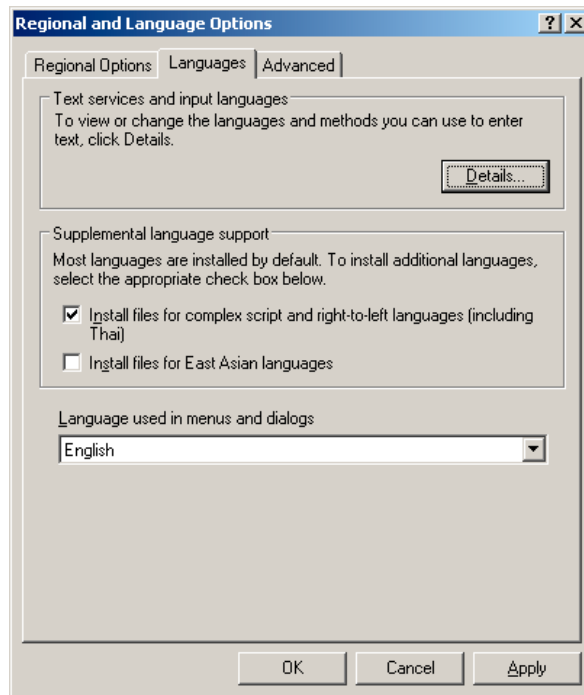 Regional and Language Options
Regional Options
Languages
Advanced
Text services and input languages
To view or change the languages and methods you can use to enter
text, click Details.
Details...
Supplemental language support
Most languages are installed by default. To install additional languages,
select the appropriate check box below.
Install files for complex script and right-to-left languages (including
Thai)
Install files for East Asian languages
Language used in menus and dialogs
English
OK
Cancel
Apply